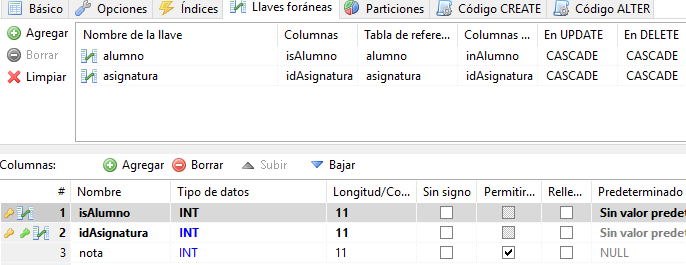 Básico Opciones Índices Llaves foráneas Particiones Código CREATE Código ALTER
Agregar
Borrar
Limpiar
Nombre de la llave Columnas Tabla de refere... Columnas ... En UPDATE En DELETE
alumno isAlumno alumno inAlumno CASCADE CASCADE
asignatura idAsignatura asignatura idAsignatura CASCADE CASCADE
Columnas: Agregar Borrar Subir Bajar
# Nombre Tipo de datos Longitud/Co... Sin signo Permitir... Relle... Predeterminado
1 isAlumno INT 11 Sin valor predet
2 idAsignatura INT 11 Sin valor predet
3 nota INT 11 NULL